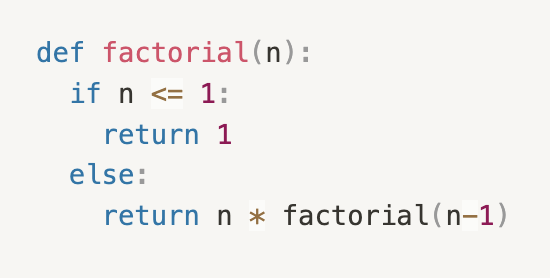 def factorial(n):
  if n <= 1:
    return 1
  else:
    return n * factorial(n-1)